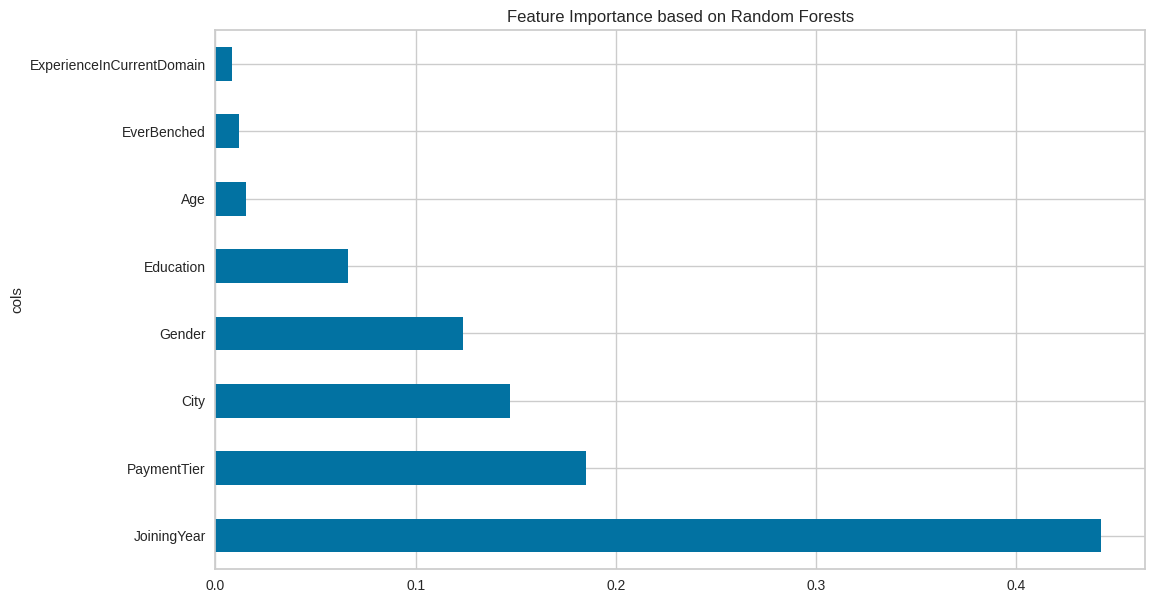 Feature Importance based on Random Forests
ExperienceInCurrentDomain
EverBenched
Age
Education
Gender
City
PaymentTier
JoiningYear
cols
0.0 0.1 0.2 0.3 0.4